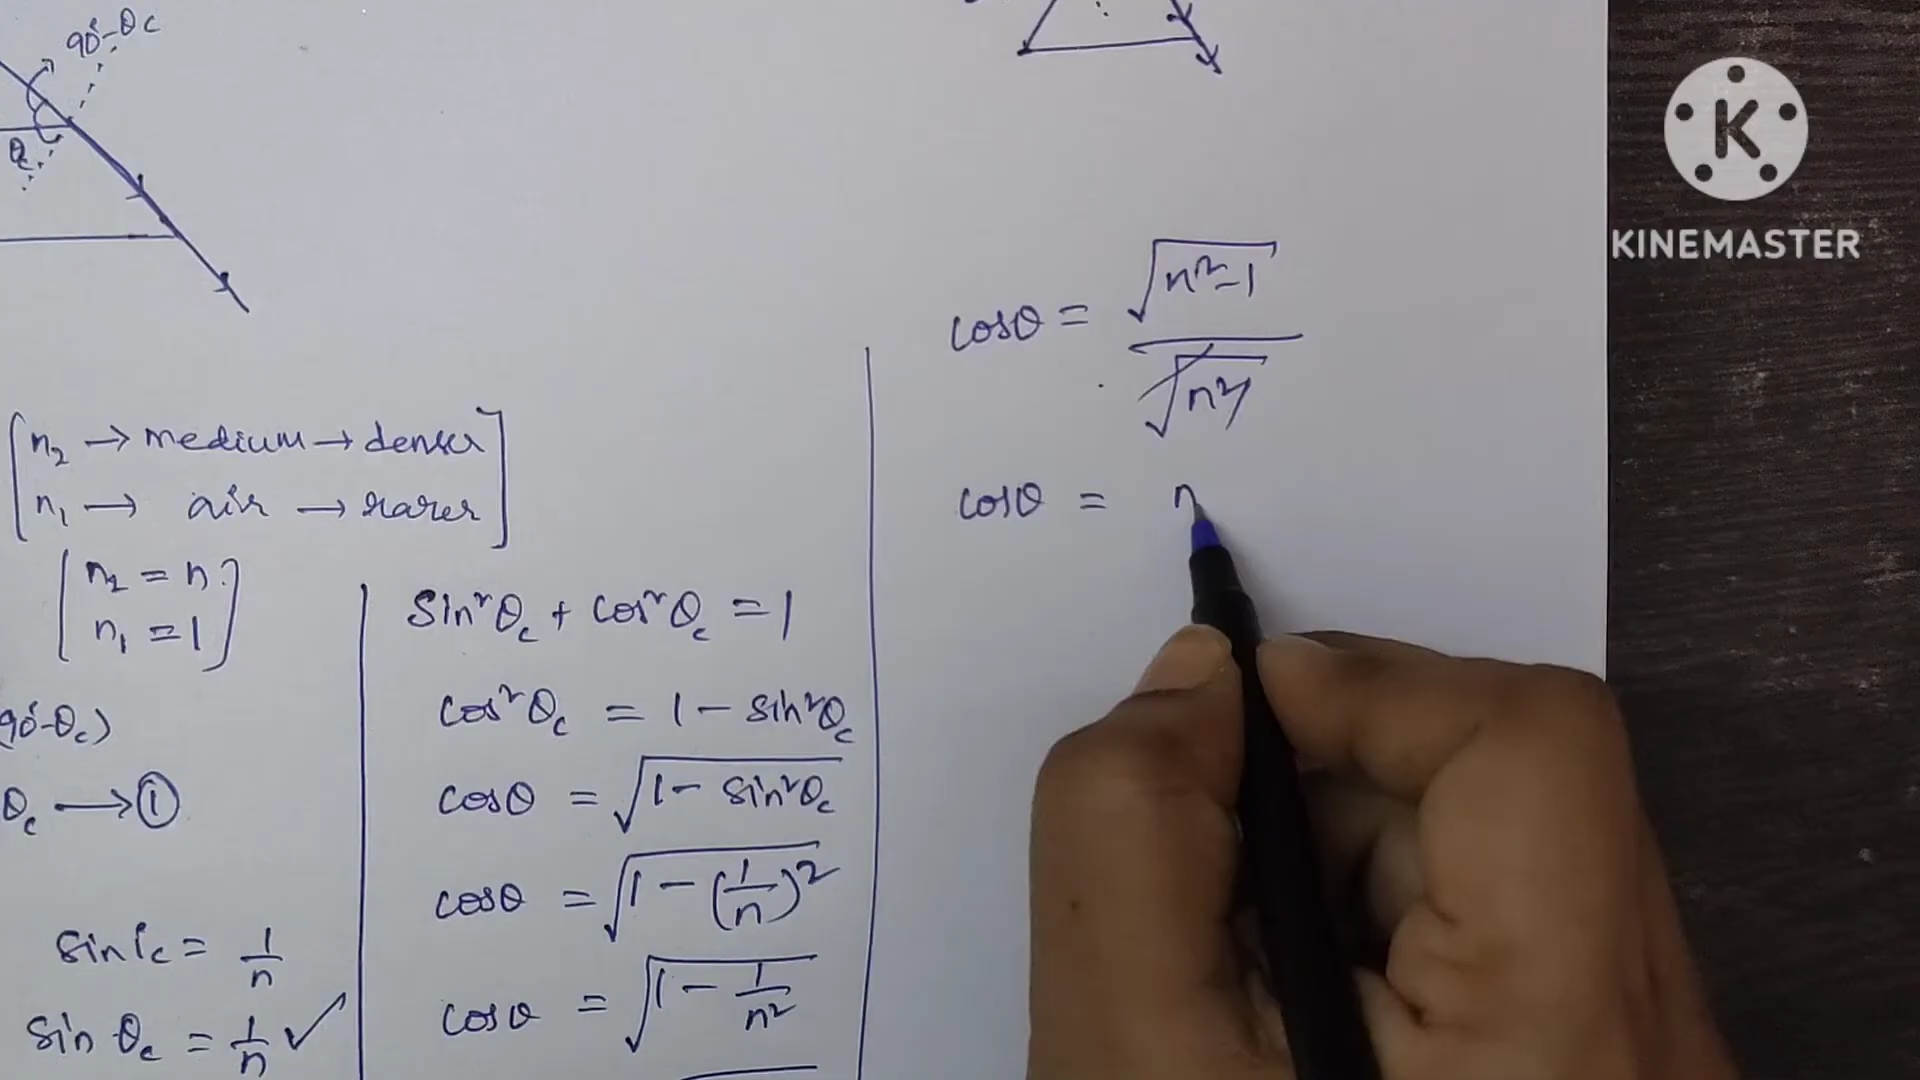 90°-θc
θc
n₂ → medium → denser
n₁ → air → rarer
n₂ = n
n₁ = 1
(90°-θc)
θc → ①
sin ic = 1/n
sin θc = 1/n ✓
sin²θc + cos²θc = 1
cos²θc = 1 - sin²θc
cosθ = √(1 - sin²θc)
cosθ = √(1 - (1/n)²)
cosθ = √(1 - 1/n²)
cosθ = √(n²-1) / √(n²)
cosθ = n
K
KINEMASTER